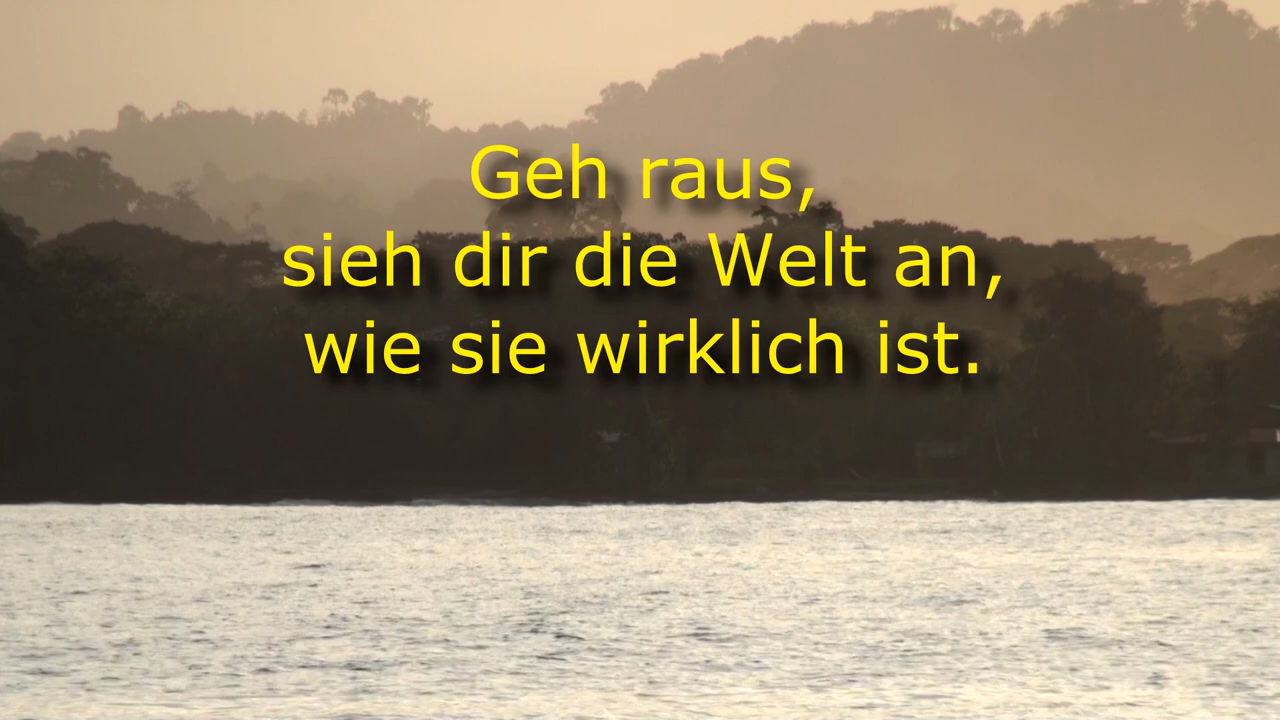 Geh raus,
sieh dir die Welt an,
wie sie wirklich ist.